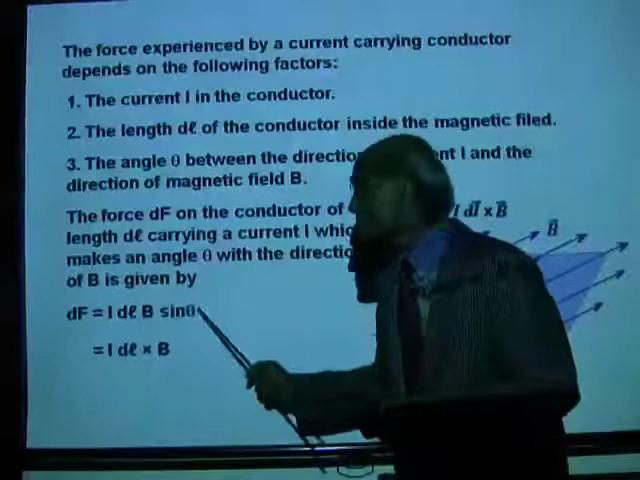 The force experienced by a current carrying conductor
depends on the following factors:
1. The current I in the conductor.
2. The length dℓ of the conductor inside the magnetic filed.
3. The angle θ between the directio nt I and the
direction of magnetic field B.
The force dF on the conductor of I dl⃗ x B⃗
length dℓ carrying a current I whic
makes an angle θ with the directio
B⃗
of B is given by
dF = I dℓ B sinθ
= I dℓ × B